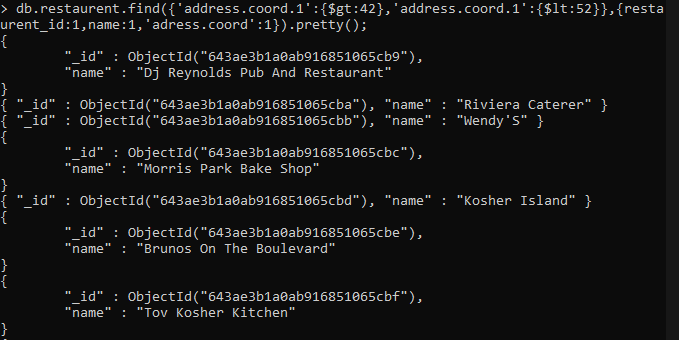 > db.restaurent.find({'address.coord.1':{$gt:42},'address.coord.1':{$lt:52}},{resta
urent_id:1,name:1,'adress.coord':1}).pretty();
{
        "_id" : ObjectId("643ae3b1a0ab916851065cb9"),
        "name" : "Dj Reynolds Pub And Restaurant"
}
{ "_id" : ObjectId("643ae3b1a0ab916851065cba"), "name" : "Riviera Caterer" }
{ "_id" : ObjectId("643ae3b1a0ab916851065cbb"), "name" : "Wendy'S" }
{
        "_id" : ObjectId("643ae3b1a0ab916851065cbc"),
        "name" : "Morris Park Bake Shop"
}
{ "_id" : ObjectId("643ae3b1a0ab916851065cbd"), "name" : "Kosher Island" }
{
        "_id" : ObjectId("643ae3b1a0ab916851065cbe"),
        "name" : "Brunos On The Boulevard"
}
{
        "_id" : ObjectId("643ae3b1a0ab916851065cbf"),
        "name" : "Tov Kosher Kitchen"
}
{